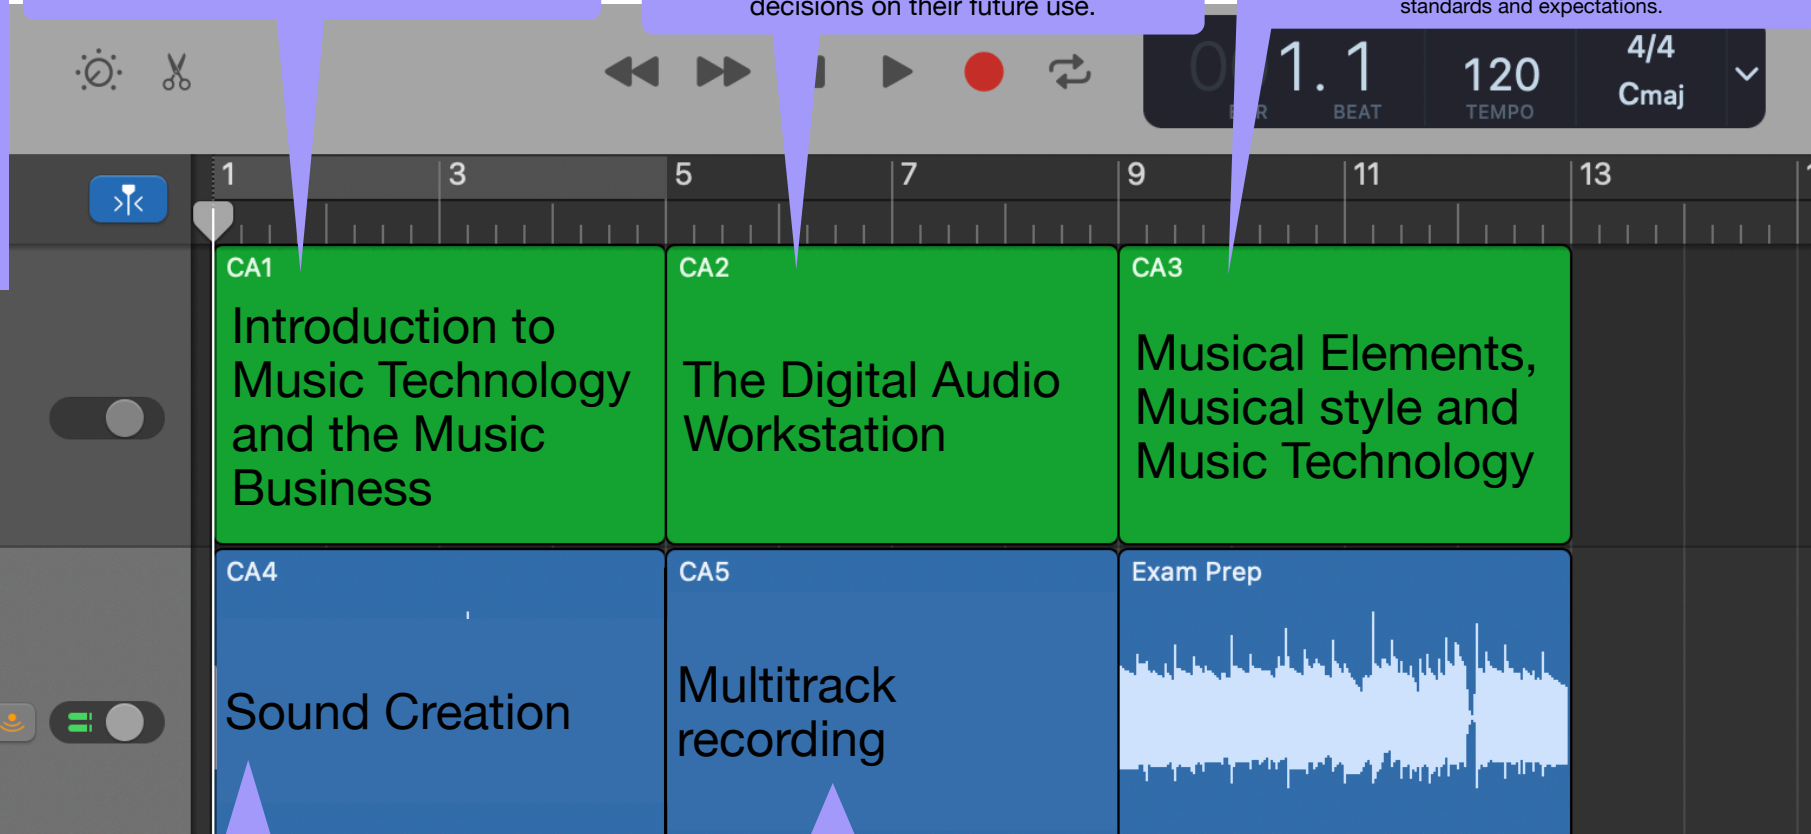 decisions on their future use.
standards and expectations.
1. 1
BEAT
120
TEMPO
4/4
Cmaj
1
3
5
7
9
11
13
CA1
Introduction to
Music Technology
and the Music
Business
CA2
The Digital Audio
Workstation
CA3
Musical Elements,
Musical style and
Music Technology
CA4
Sound Creation
CA5
Multitrack
recording
Exam Prep